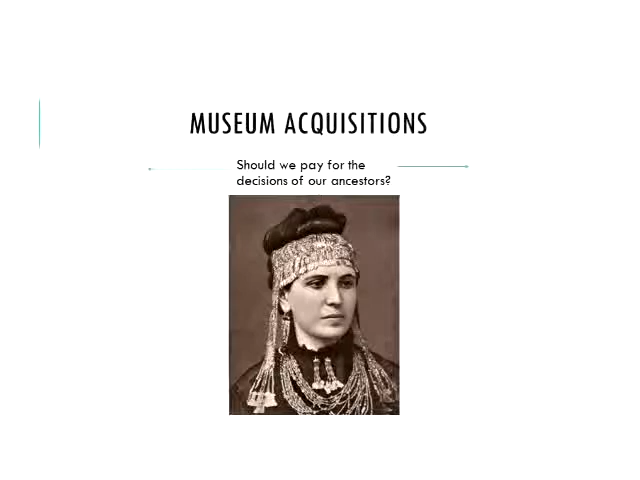 MUSEUM ACQUISITIONS
Should we pay for the
decisions of our ancestors?